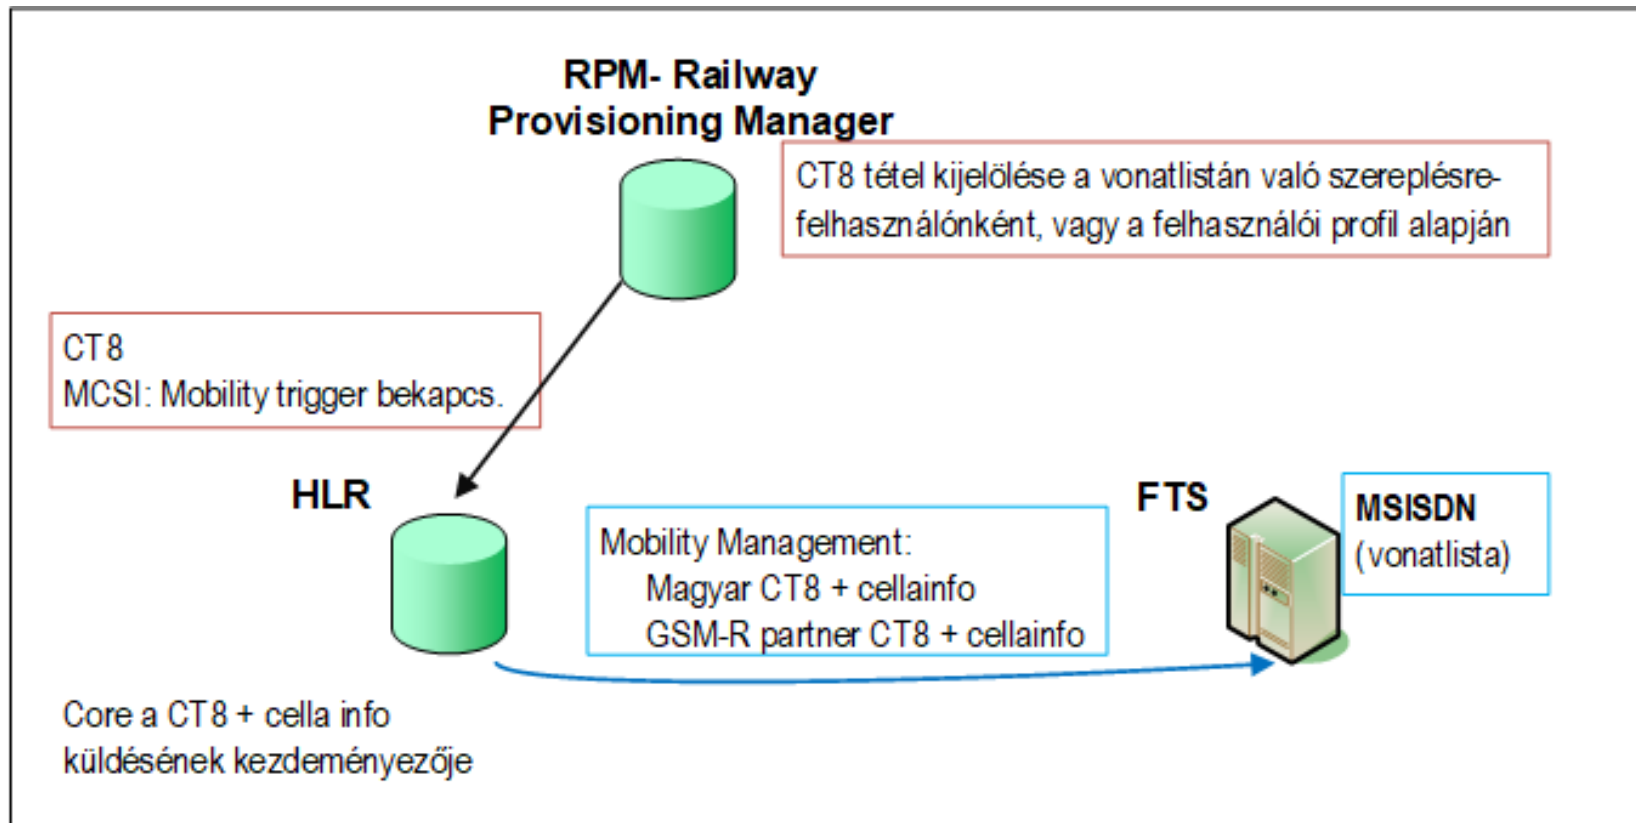 RPM- Railway
Provisioning Manager
CT8 tétel kijelölése a vonatlistán való szereplésre-
felhasználónként, vagy a felhasználói profil alapján
CT8
MCSI: Mobility trigger bekapcs.
HLR
Mobility Management:
Magyar CT8 + cellainfo
GSM-R partner CT8 + cellainfo
FTS
MSISDN
(vonatlista)
Core a CT8 + cella info
küldésének kezdeményezője